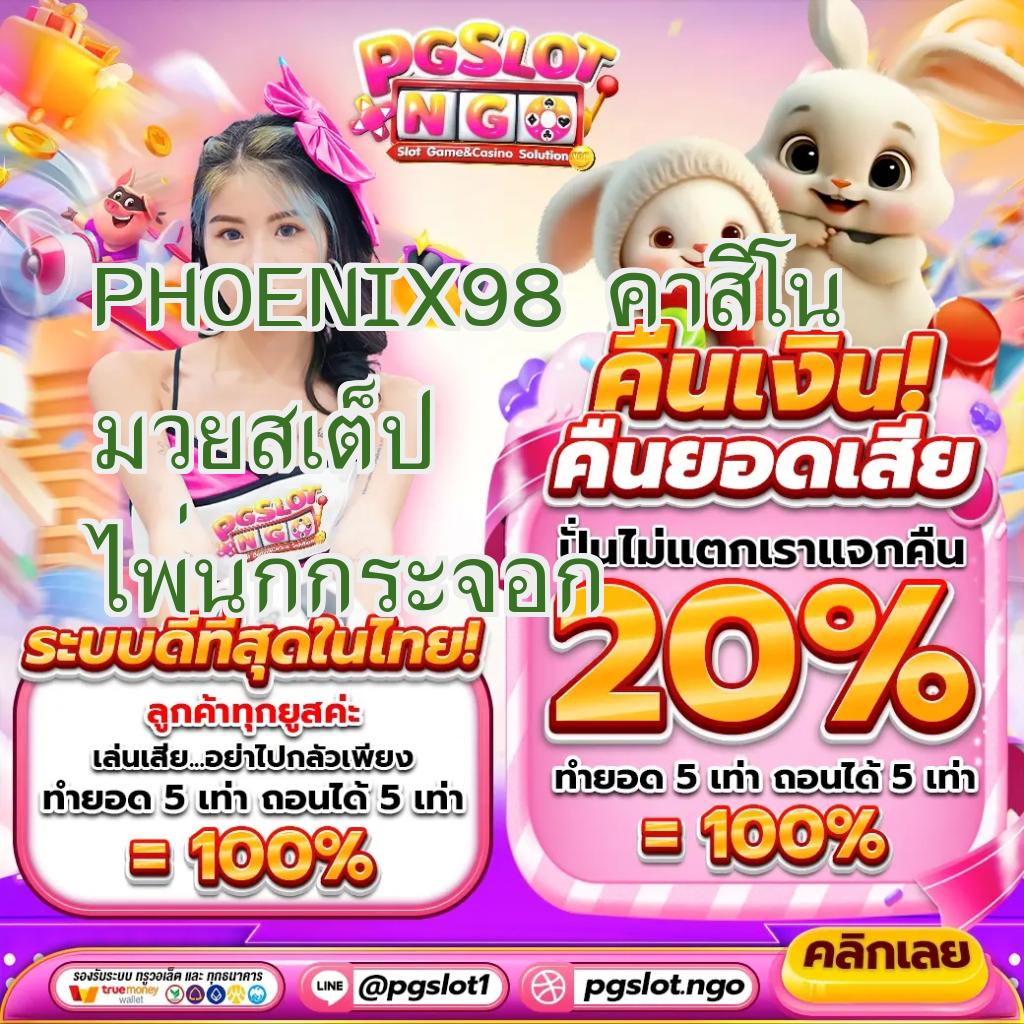 PGSLOT
NGO
Slot Game&Casino Solution
PHOENIX98 คาสิโน
มวยสเต็ป
ไพ่นกกระจอก
PGSLOT
NGO
คืนเงิน!
คืนยอดเสีย
ปั่นไม่แตกเราแจกคืน
20%
ทำยอด 5 เท่า ถอนได้ 5 เท่า
= 100%
ระบบดีที่สุดในไทย!
ลูกค้าทุกยูสค่ะ
เล่นเสีย...อย่าไปกลัวเพียง
ทำยอด 5 เท่า ถอนได้ 5 เท่า
= 100%
คลิกเลย
รองรับระบบ ทรูวอเล็ต และ ทุกธนาคาร
truemoney
wallet
LINE @pgslot1
pgslot.ngo